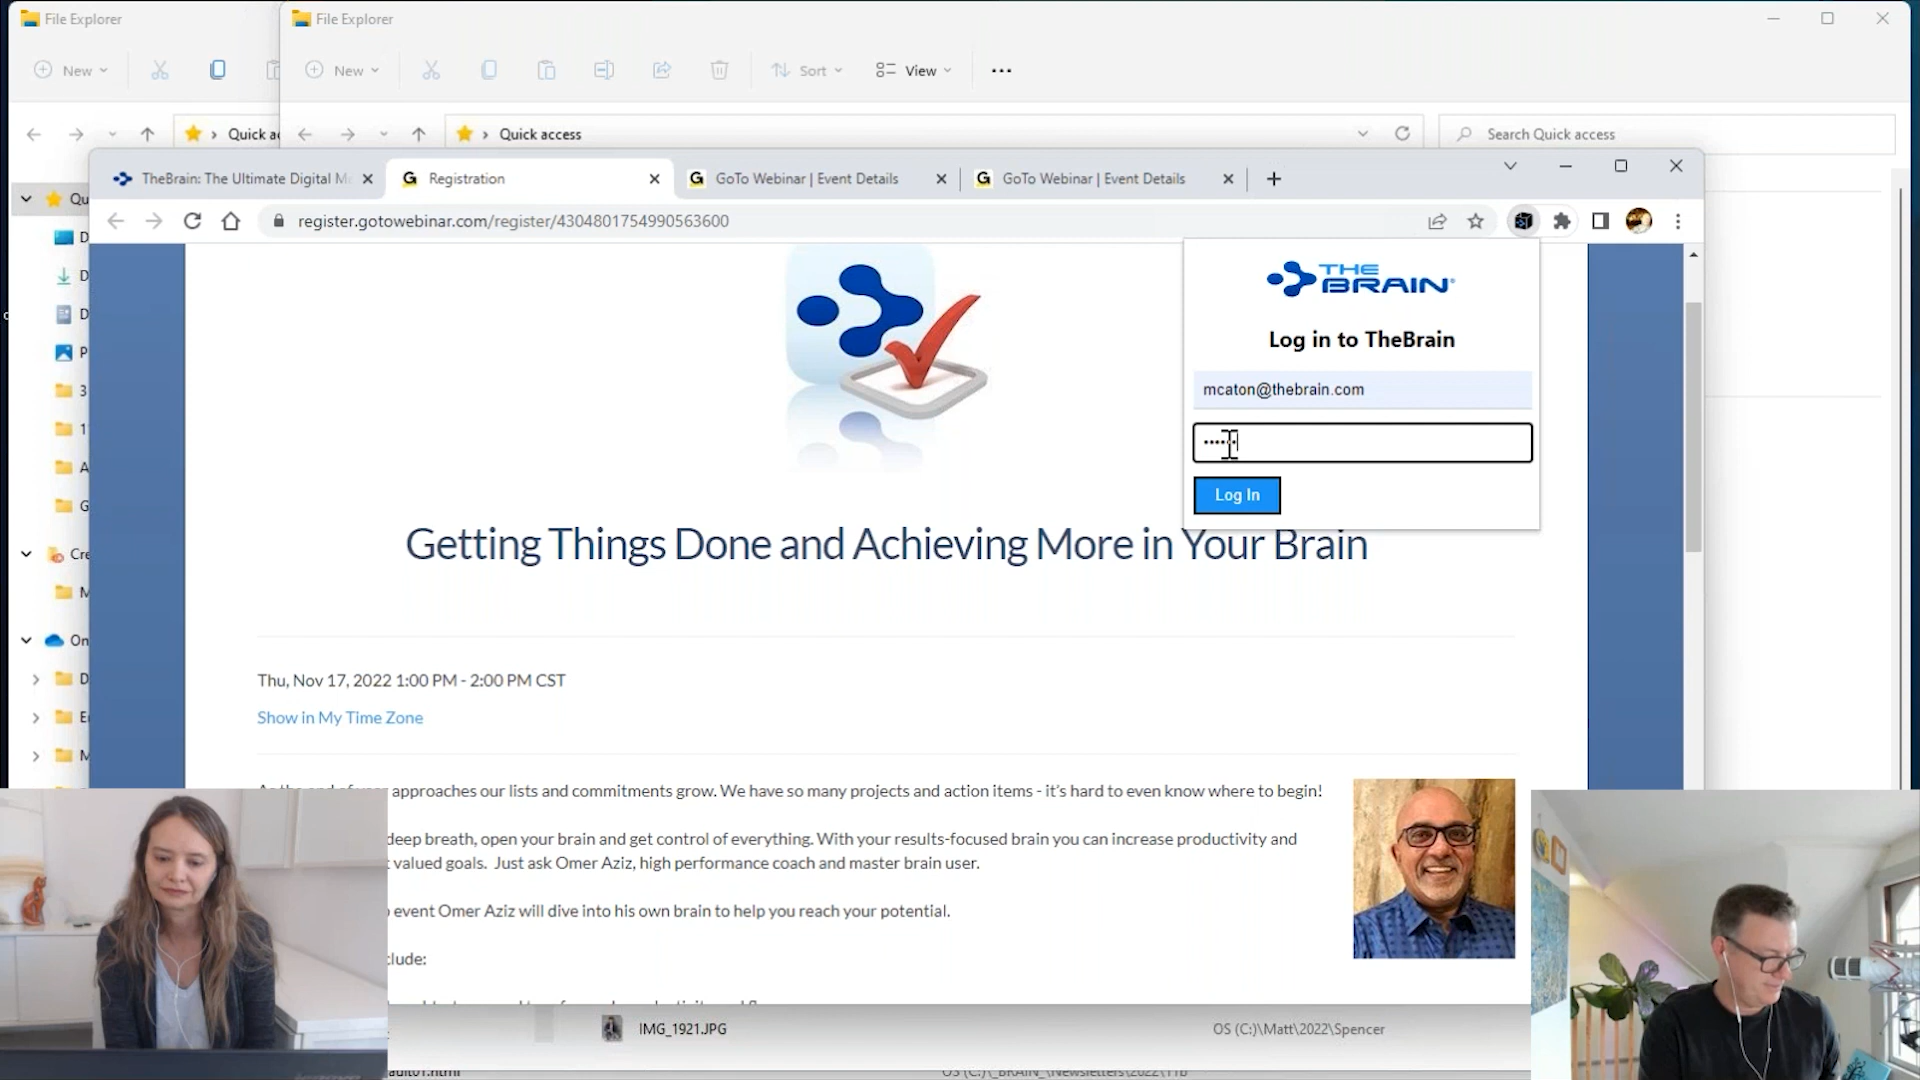 File Explorer
File Explorer
New
New
Sort
View
Quick
Quick access
Search Quick access
TheBrain: The Ultimate Digital
Registration
GoTo Webinar | Event Details
GoTo Webinar | Event Details
register.gotowebinar.com/register/4304801754990563600
THE
BRAIN
Log in to TheBrain
mcaton@thebrain.com
Log In
Getting Things Done and Achieving More in Your Brain
Thu, Nov 17, 2022 1:00 PM - 2:00 PM CST
Show in My Time Zone
approaches our lists and commitments grow. We have so many projects and action items - it's hard to even know where to begin!
deep breath, open your brain and get control of everything. With your results-focused brain you can increase productivity and
valued goals. Just ask Omer Aziz, high performance coach and master brain user.
event Omer Aziz will dive into his own brain to help you reach your potential.
clude:
IMG_1921.JPG
OS (C:)\Matt\2022\Spencer